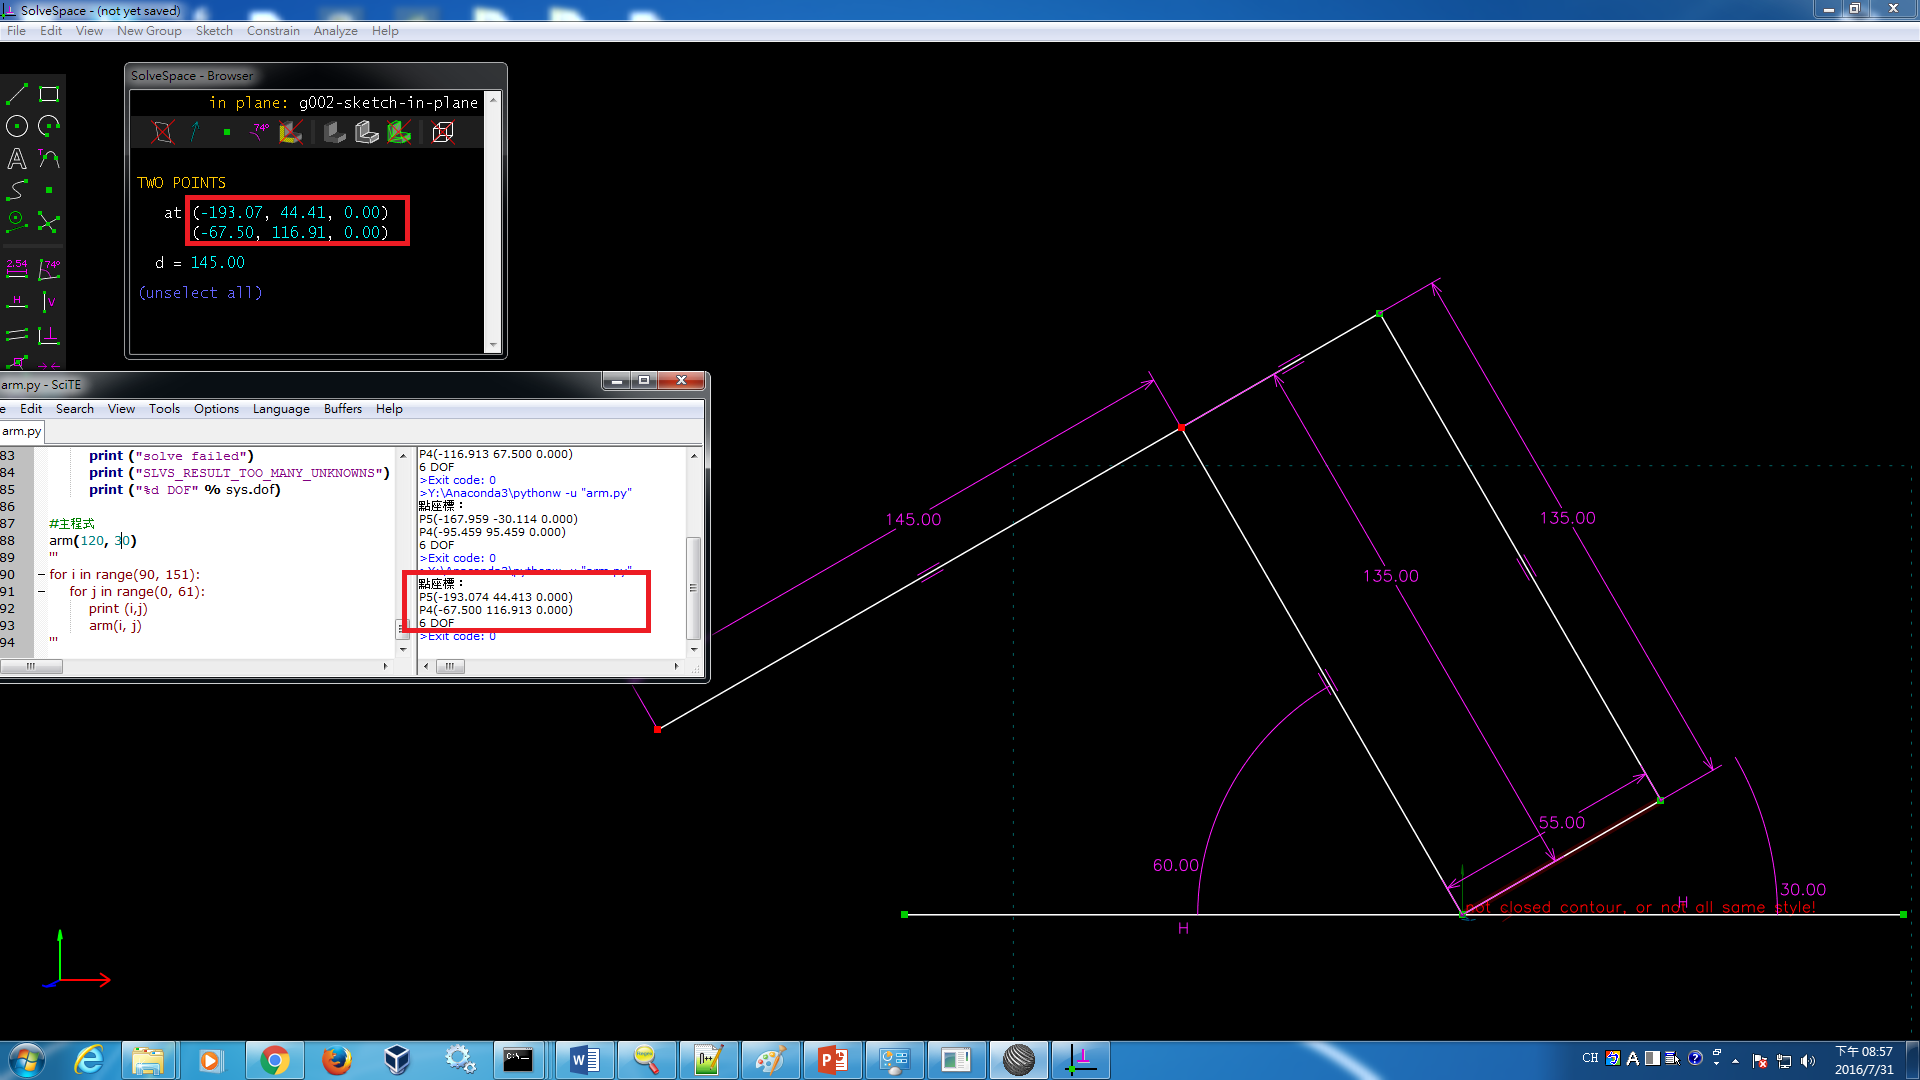 SolveSpace - (not yet saved)
File Edit View New Group Sketch Constrain Analyze Help
SolveSpace - Browser
in plane: g002-sketch-in-plane
TWO POINTS
at (-193.07, 44.41, 0.00)
(-67.50, 116.91, 0.00)
d = 145.00
(unselect all)
2.54
74°
H
V
arm.py - SciTE
e Edit Search View Tools Options Language Buffers Help
arm.py
83 print ("solve failed")
84 print ("SLVS_RESULT_TOO_MANY_UNKNOWNS")
85 print ("%d DOF" % sys.dof)
86
87 #主程式
88 arm(120, 30)
89 '''
90 for i in range(90, 151):
91 for j in range(0, 61):
92 print (i,j)
93 arm(i, j)
94 '''
P4(-116.913 67.500 0.000)
6 DOF
>Exit code: 0
>Y:\Anaconda3\pythonw -u "arm.py"
點座標：
P5(-167.959 -30.114 0.000)
P4(-95.459 95.459 0.000)
6 DOF
>Exit code: 0
>Y:\Anaconda3\pythonw -u "arm.py"
點座標：
P5(-193.074 44.413 0.000)
P4(-67.500 116.913 0.000)
6 DOF
>Exit code: 0
145.00
135.00
135.00
55.00
60.00
30.00
H
H
not closed contour, or not all same style!
CH
下午 08:57
2016/7/31